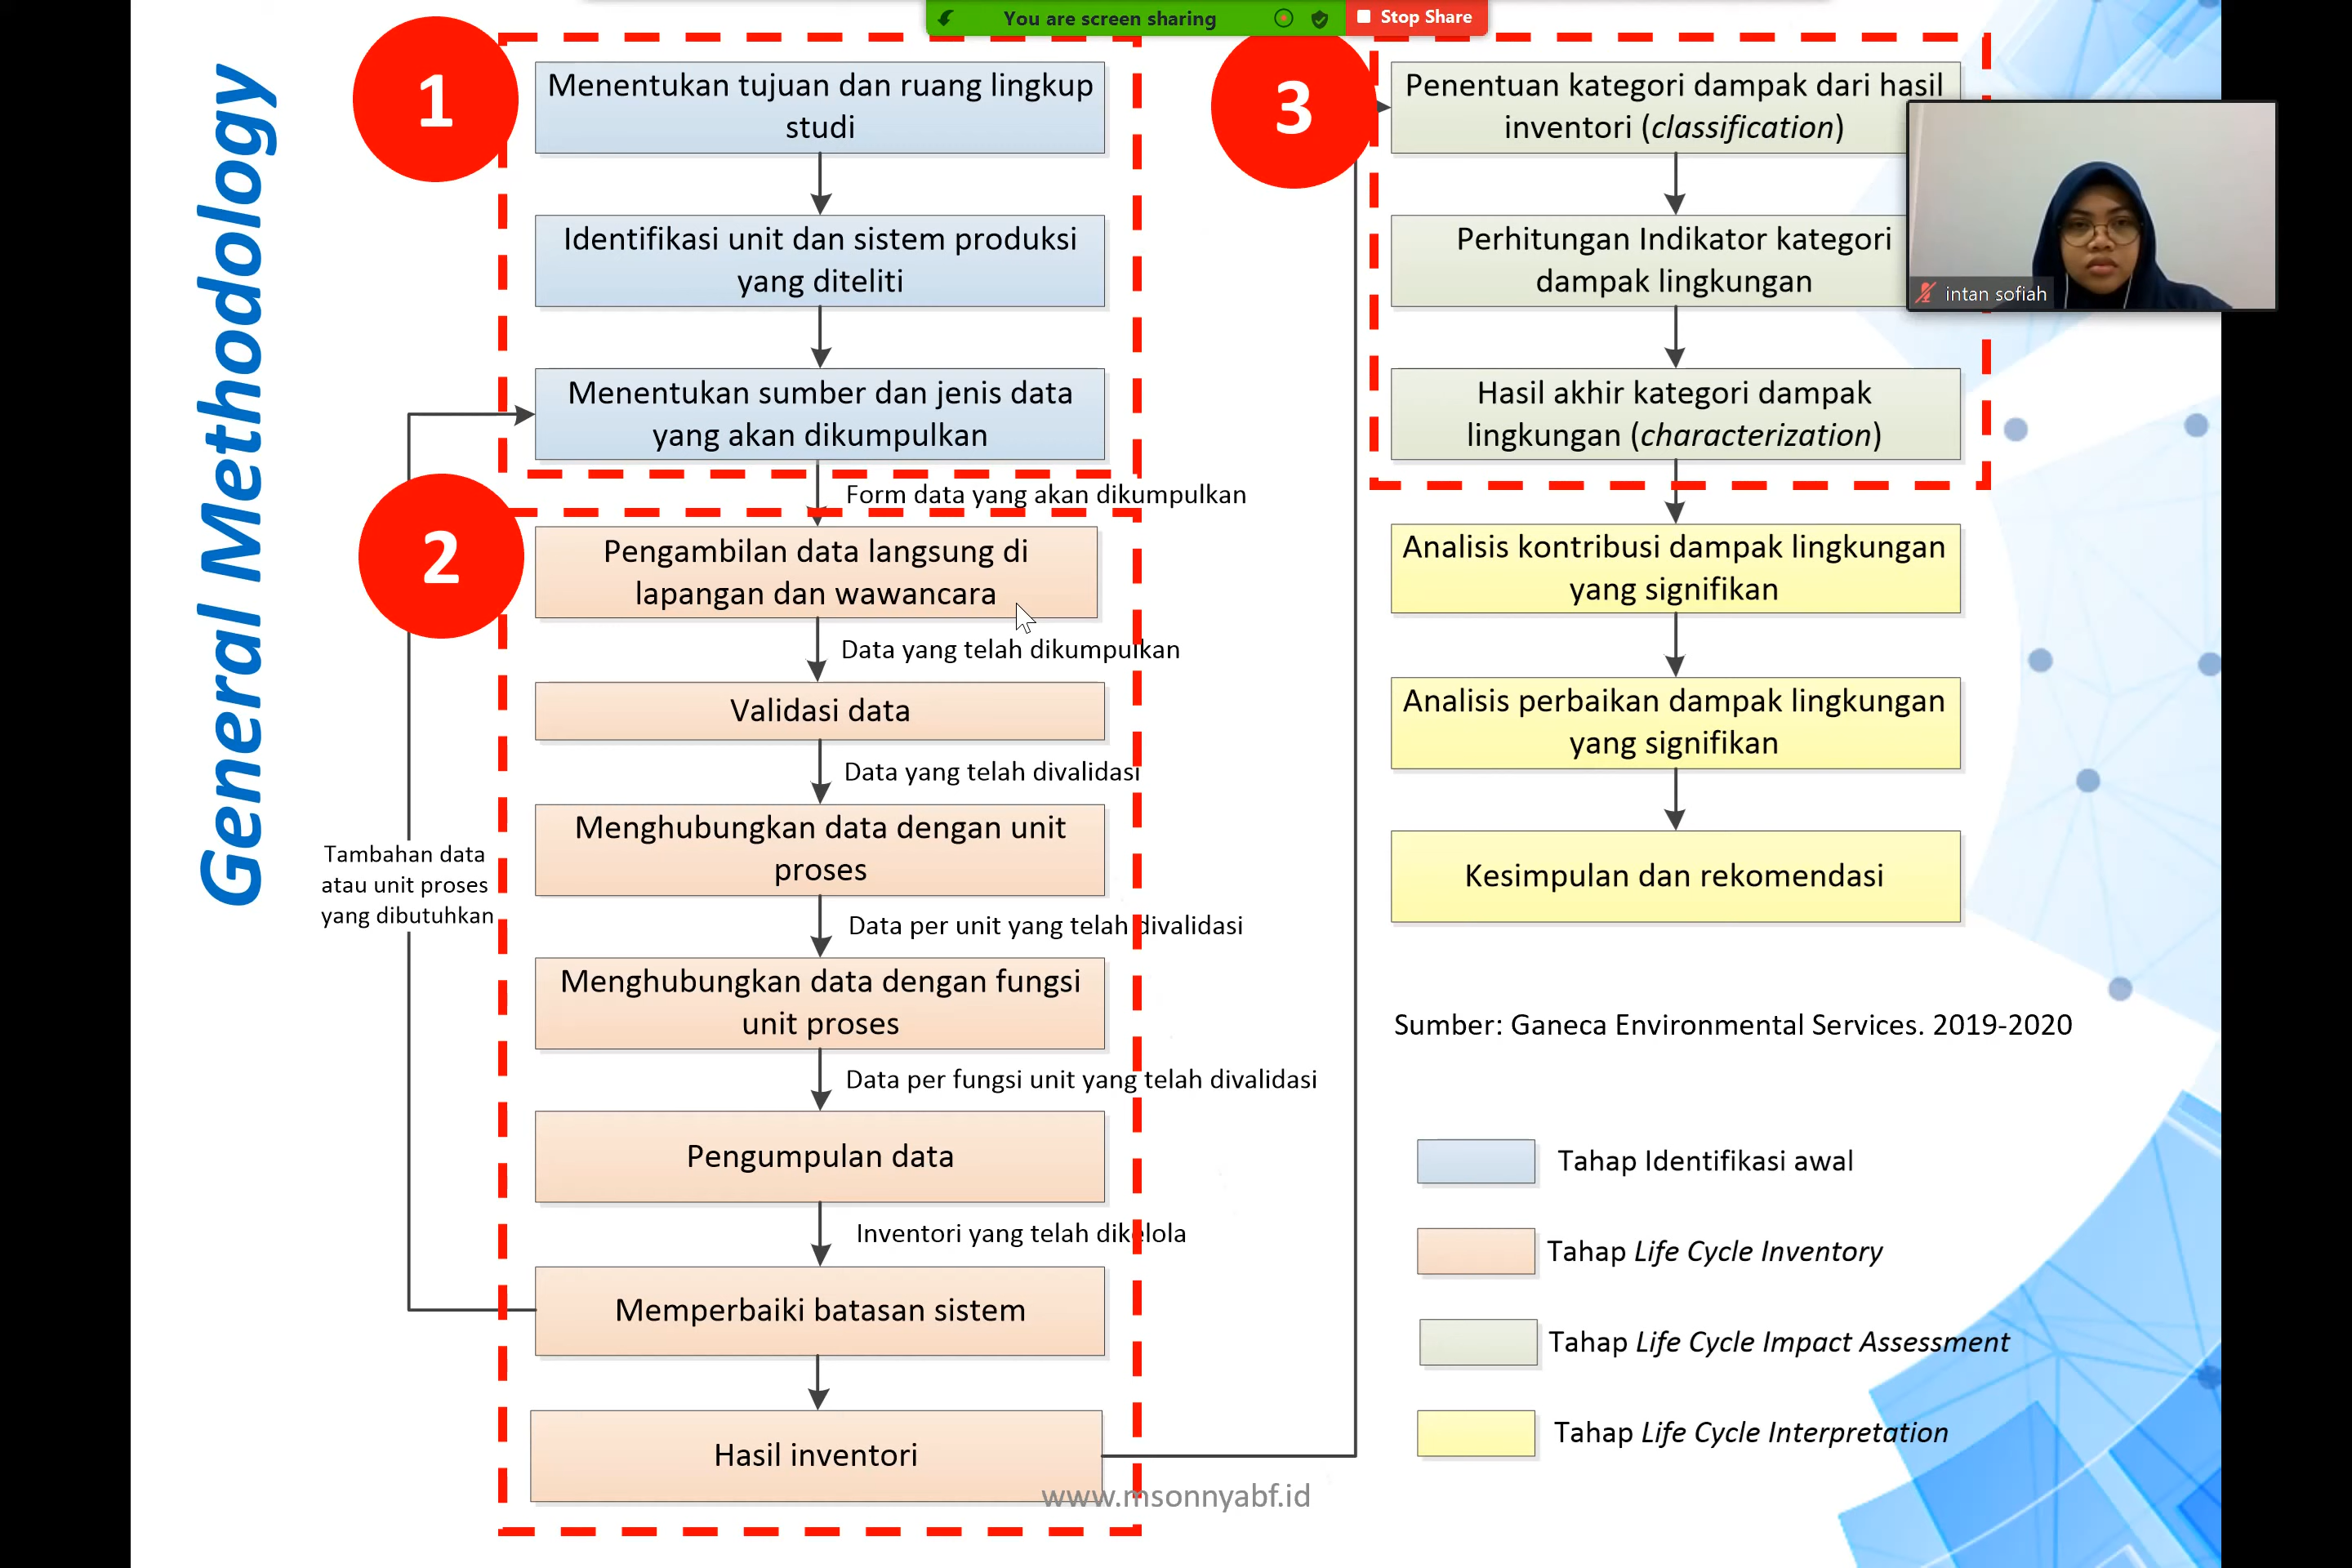 You are screen sharing
Stop Share
General Methodology
1
Menentukan tujuan dan ruang lingkup
studi
Identifikasi unit dan sistem produksi
yang diteliti
Menentukan sumber dan jenis data
yang akan dikumpulkan
Form data yang akan dikumpulkan
2
Pengambilan data langsung di
lapangan dan wawancara
Data yang telah dikumpulkan
Validasi data
Data yang telah divalidasi
Menghubungkan data dengan unit
proses
Data per unit yang telah divalidasi
Menghubungkan data dengan fungsi
unit proses
Data per fungsi unit yang telah divalidasi
Pengumpulan data
Inventori yang telah dikelola
Memperbaiki batasan sistem
Hasil inventori
Tambahan data
atau unit proses
yang dibutuhkan
3
Penentuan kategori dampak dari hasil
inventori (classification)
Perhitungan Indikator kategori
dampak lingkungan
Hasil akhir kategori dampak
lingkungan (characterization)
Analisis kontribusi dampak lingkungan
yang signifikan
Analisis perbaikan dampak lingkungan
yang signifikan
Kesimpulan dan rekomendasi
intan sofiah
Sumber: Ganeca Environmental Services. 2019-2020
Tahap Identifikasi awal
Tahap Life Cycle Inventory
Tahap Life Cycle Impact Assessment
Tahap Life Cycle Interpretation
www.msonnyabf.id